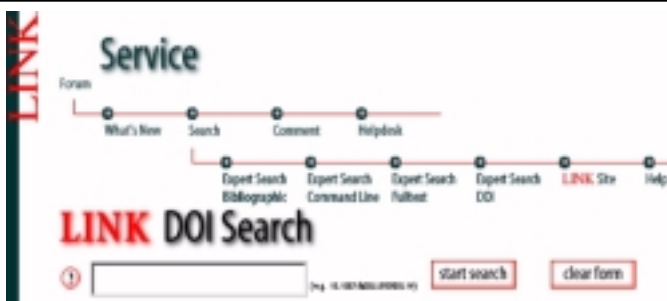 LINK
Service
Forum
What's New Search Comment Helpdesk
Expert Search Bibliographic
Expert Search Command Line
Expert Search Fulltext
Expert Search DOI
LINK Site
Help
LINK DOI Search
start search clear form